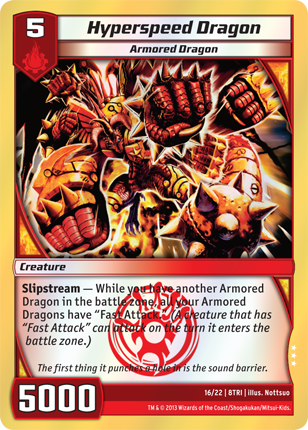 5
Hyperspeed Dragon
Armored Dragon
Creature
Slipstream — While you have another Armored
Dragon in the battle zone, all your Armored
Dragons have "Fast Attack." (A creature that has
"Fast Attack" can attack on the turn it enters the
battle zone.)
The first thing it punches a hole in is the sound barrier.
5000
16/22 | 8TRI | illus. Nottsuo
TM & © 2013 Wizards of the Coast/Shogakukan/Mitsui-Kids.